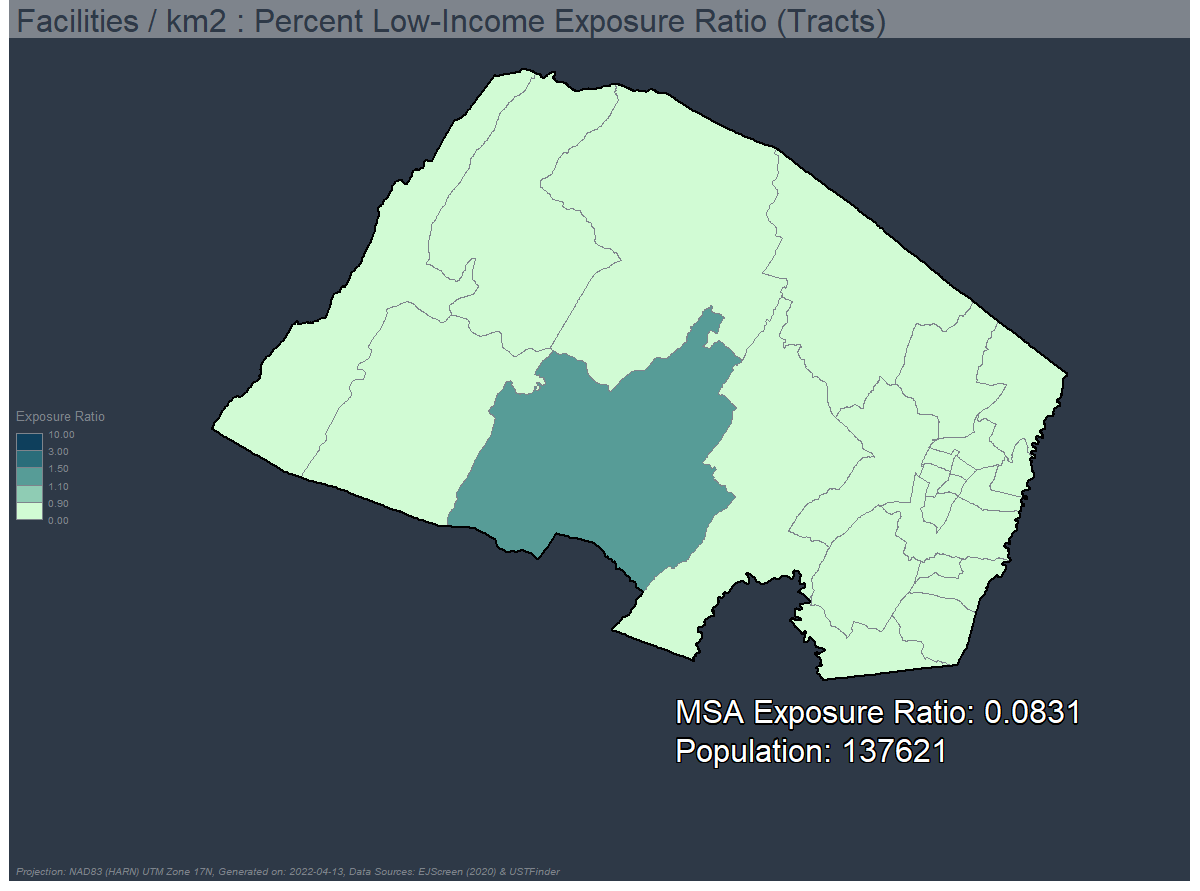 Facilities / km2 : Percent Low-Income Exposure Ratio (Tracts)
Exposure Ratio
10.00
3.00
1.50
1.10
0.90
0.00
MSA Exposure Ratio: 0.0831
Population: 137621
Projection: NAD83 (HARN) UTM Zone 17N, Generated on: 2022-04-13, Data Sources: EJScreen (2020) & USTFinder